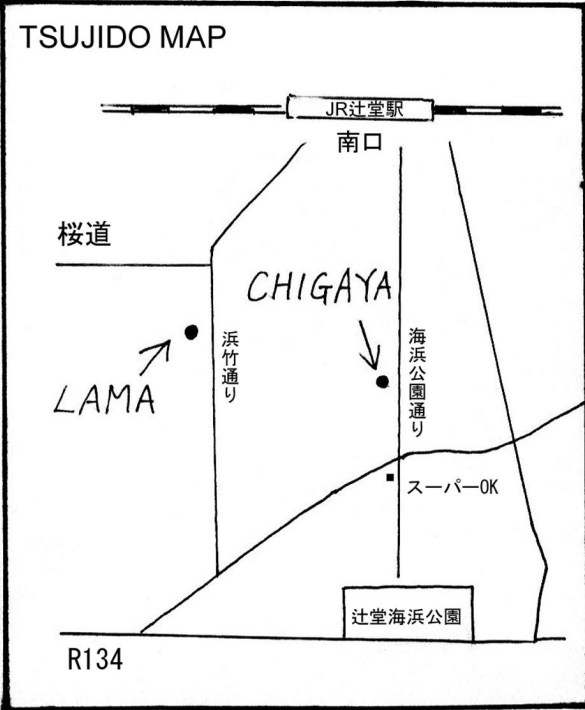 TSUJIDO MAP
JR辻堂駅
南口
桜道
CHIGAYA
浜竹通り
海浜公園通り
LAMA
スーパーOK
辻堂海浜公園
R134